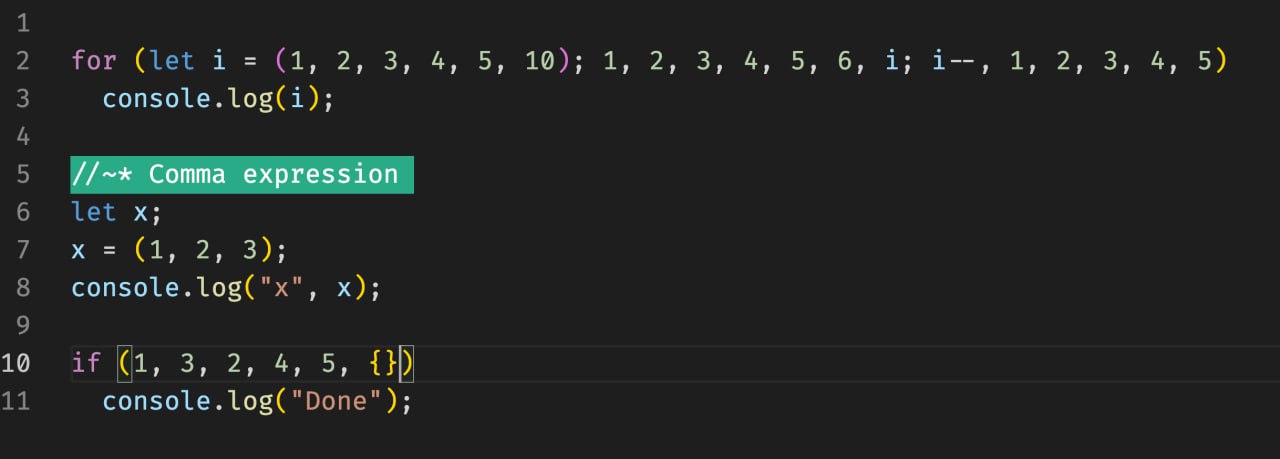 1
2 for (let i = (1, 2, 3, 4, 5, 10); 1, 2, 3, 4, 5, 6, i; i--, 1, 2, 3, 4, 5)
3   console.log(i);
4
5 //~* Comma expression
6 let x;
7 x = (1, 2, 3);
8 console.log("x", x);
9
10 if (1, 3, 2, 4, 5, {})
11   console.log("Done");